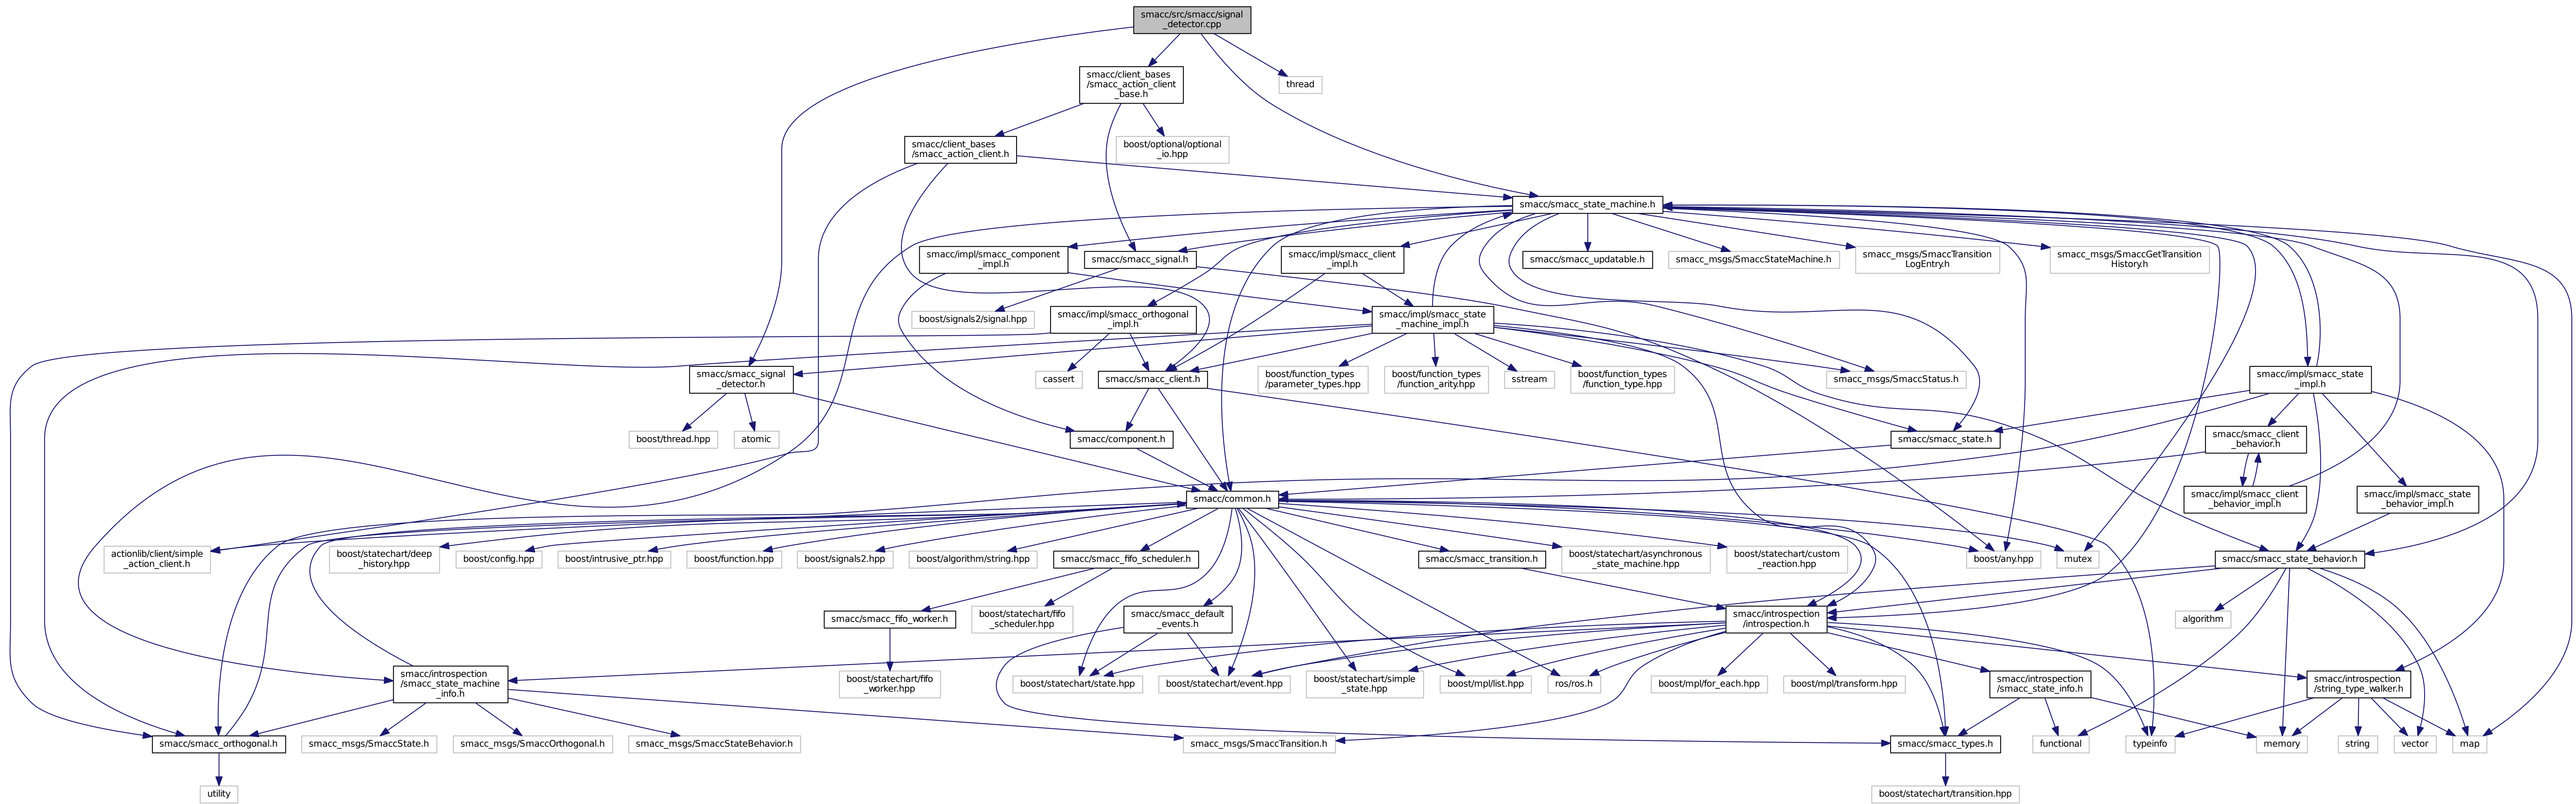 smacc/src/smacc/signal
_detector.cpp
smacc/client_bases
/smacc_action_client
_base.h
thread
smacc/client_bases
/smacc_action_client.h
boost/optional/optional
_io.hpp
smacc/smacc_state_machine.h
smacc/impl/smacc_component
_impl.h
smacc/smacc_signal.h
smacc/impl/smacc_client
_impl.h
smacc/smacc_updatable.h
smacc_msgs/SmaccStateMachine.h
smacc_msgs/SmaccTransition
LogEntry.h
smacc_msgs/SmaccGetTransition
History.h
boost/signals2/signal.hpp
smacc/impl/smacc_orthogonal
_impl.h
smacc/impl/smacc_state
_machine_impl.h
smacc/smacc_signal
_detector.h
cassert
smacc/smacc_client.h
boost/function_types
/parameter_types.hpp
boost/function_types
/function_arity.hpp
sstream
boost/function_types
/function_type.hpp
smacc_msgs/SmaccStatus.h
smacc/impl/smacc_state
_impl.h
boost/thread.hpp
atomic
smacc/component.h
smacc/smacc_state.h
smacc/smacc_client
_behavior.h
smacc/common.h
smacc/impl/smacc_client
_behavior_impl.h
smacc/impl/smacc_state
_behavior_impl.h
actionlib/client/simple
_action_client.h
boost/statechart/deep
_history.hpp
boost/config.hpp
boost/intrusive_ptr.hpp
boost/function.hpp
boost/signals2.hpp
boost/algorithm/string.hpp
smacc/smacc_fifo_scheduler.h
smacc/smacc_transition.h
boost/statechart/asynchronous
_state_machine.hpp
boost/statechart/custom
_reaction.hpp
boost/any.hpp
mutex
smacc/smacc_state_behavior.h
smacc/smacc_fifo_worker.h
boost/statechart/fifo
_scheduler.hpp
smacc/smacc_default
_events.h
smacc/introspection
/introspection.h
algorithm
smacc/introspection
/smacc_state_machine
_info.h
boost/statechart/fifo
_worker.hpp
boost/statechart/state.hpp
boost/statechart/event.hpp
boost/statechart/simple
_state.hpp
boost/mpl/list.hpp
ros/ros.h
boost/mpl/for_each.hpp
boost/mpl/transform.hpp
smacc/introspection
/smacc_state_info.h
smacc/introspection
/string_type_walker.h
smacc/smacc_orthogonal.h
smacc_msgs/SmaccState.h
smacc_msgs/SmaccOrthogonal.h
smacc_msgs/SmaccStateBehavior.h
smacc_msgs/SmaccTransition.h
smacc/smacc_types.h
functional
typeinfo
memory
string
vector
map
utility
boost/statechart/transition.hpp